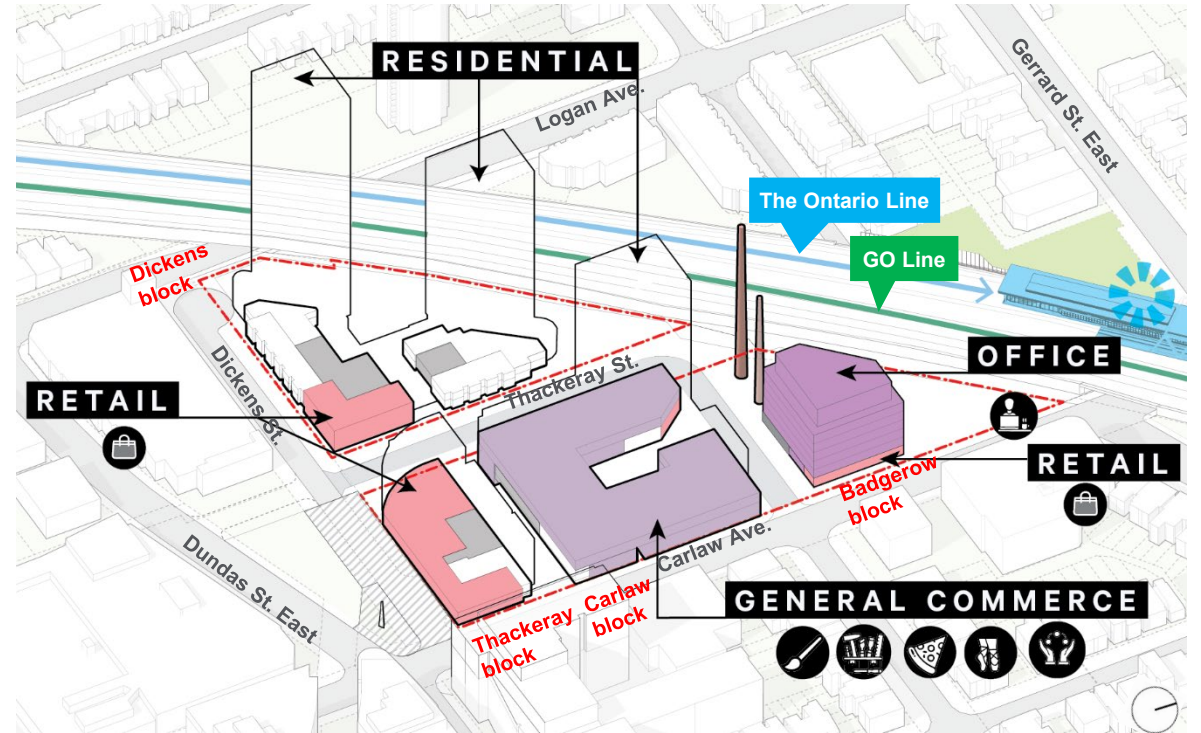 RESIDENTIAL
Logan Ave.
Gerrard St. East
The Ontario Line
GO Line
Dickens
block
Dickens St.
Thackeray St.
OFFICE
RETAIL
RETAIL
Badgerow
block
Carlaw Ave.
Dundas St. East
Thackeray
block
Carlaw
block
GENERAL COMMERCE